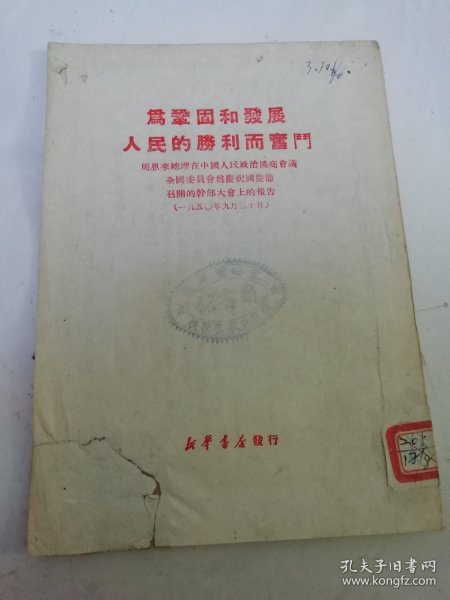 為鞏固和發展
人民的勝利而奮鬥
周恩來總理在中國人民政治協商會議
全國委員會為慶祝國慶節
召開的幹部大會上的報告
(一九五〇年九月三十日)
新華書店發行
孔夫子旧书网
www.kongfz.com